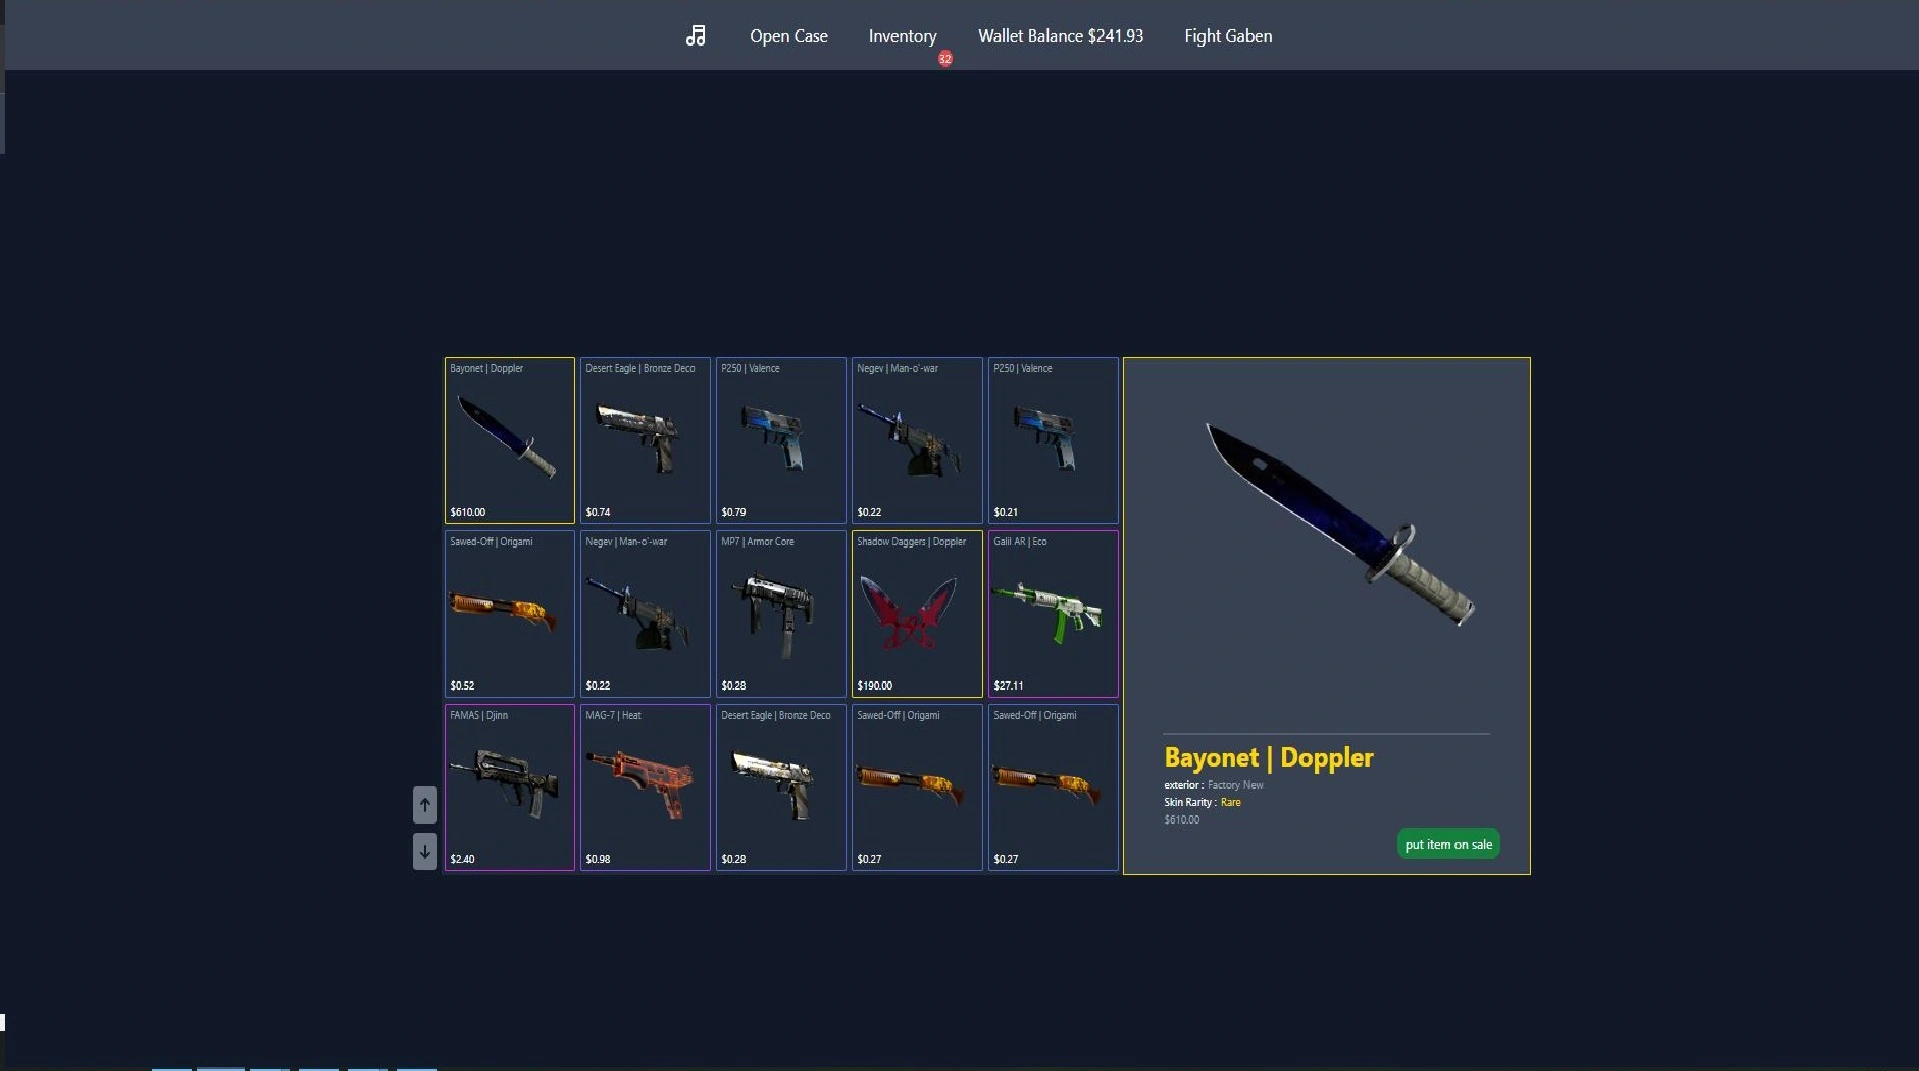 Open Case Inventory Wallet Balance $241.93 Fight Gaben
32
Bayonet | Doppler
$610.00
Desert Eagle | Bronze Deco
$0.74
P250 | Valence
$0.79
Negev | Man-o'-war
$0.22
P250 | Valence
$0.21
Sawed-Off | Origami
$0.52
Negev | Man-o'-war
$0.22
MP7 | Armor Core
$0.28
Shadow Daggers | Doppler
$190.00
Galil AR | Eco
$27.11
FAMAS | Djinn
$2.40
MAG-7 | Heat
$0.98
Desert Eagle | Bronze Deco
$0.28
Sawed-Off | Origami
$0.27
Sawed-Off | Origami
$0.27
Bayonet | Doppler
exterior : Factory New
Skin Rarity : Rare
$610.00
put item on sale